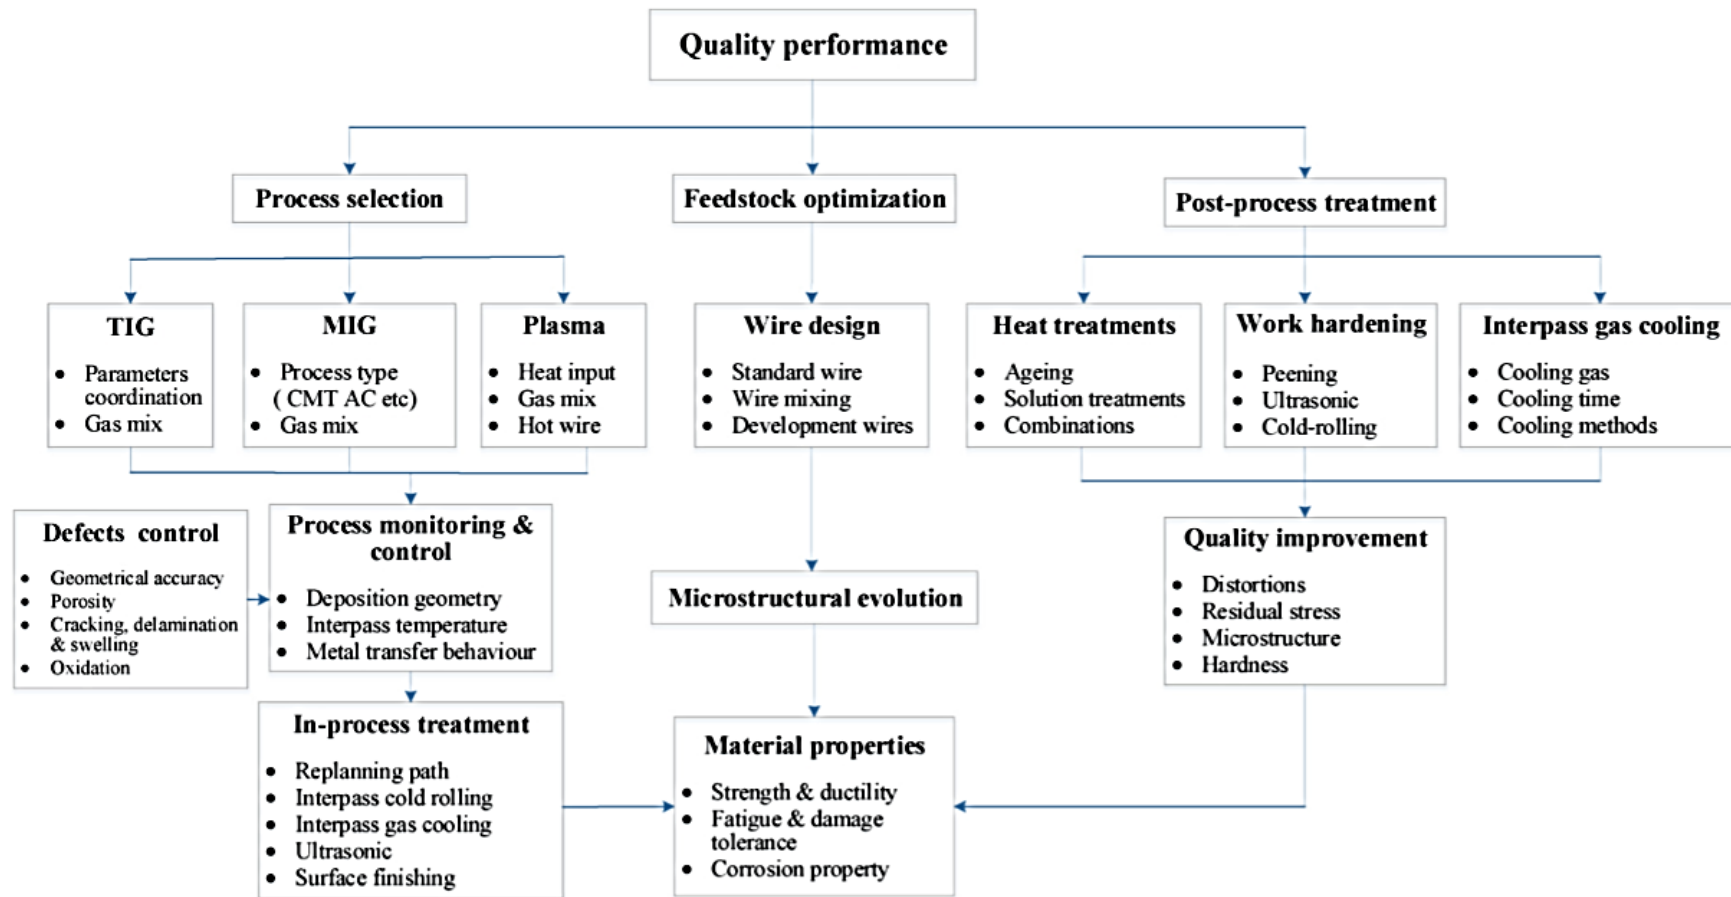 Quality performance
Process selection
Feedstock optimization
Post-process treatment
TIG
• Parameters
coordination
• Gas mix
MIG
• Process type
( CMT AC etc)
• Gas mix
Plasma
• Heat input
• Gas mix
• Hot wire
Wire design
• Standard wire
• Wire mixing
• Development wires
Heat treatments
• Ageing
• Solution treatments
• Combinations
Work hardening
• Peening
• Ultrasonic
• Cold-rolling
Interpass gas cooling
• Cooling gas
• Cooling time
• Cooling methods
Defects control
• Geometrical accuracy
• Porosity
• Cracking, delamination
& swelling
• Oxidation
Process monitoring &
control
• Deposition geometry
• Interpass temperature
• Metal transfer behaviour
Microstructural evolution
Quality improvement
• Distortions
• Residual stress
• Microstructure
• Hardness
In-process treatment
• Replanning path
• Interpass cold rolling
• Interpass gas cooling
• Ultrasonic
• Surface finishing
Material properties
• Strength & ductility
• Fatigue & damage
tolerance
• Corrosion property